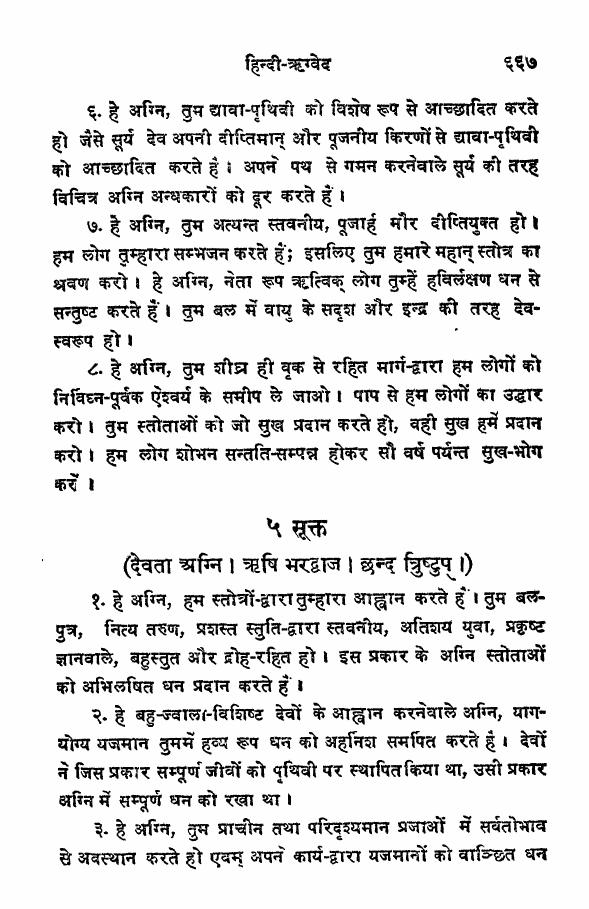 हिन्दी-ऋग्वेद ६६७
६. हे अग्नि, तुम द्यावा-पृथिवी को विशेष रूप से आच्छादित करते
हो जैसे सूर्य देव अपनी दीप्तिमान् और पूजनीय किरणों से द्यावा-पृथिवी
को आच्छादित करते है । अपने पथ से गमन करनेवाले सूर्य की तरह
विचित्र अग्नि अन्धकारों को दूर करते हैं ।
७. हे अग्नि, तुम अत्यन्त स्तवनीय, पूजार्ह मौर दीप्तियुक्त हो ।
हम लोग तुम्हारा सम्भजन करते हैं; इसलिए तुम हमारे महान् स्तोत्र का
श्रवण करो । हे अग्नि, नेता रूप ऋत्विक् लोग तुम्हें हविर्लक्षण धन से
सन्तुष्ट करते हैं । तुम बल में वायु के सदृश और इन्द्र की तरह देव-
स्वरूप हो ।
८. हे अग्नि, तुम शीघ्र ही वृक से रहित मार्ग-द्वारा हम लोगों को
निर्विघ्न-पूर्वक ऐश्वर्य के समीप ले जाओ । पाप से हम लोगों का उद्धार
करो । तुम स्तोताओं को जो सुख प्रदान करते हो, वही सुख हमें प्रदान
करो । हम लोग शोभन सन्तति-सम्पन्न होकर सौ वर्ष पर्यन्त सुख-भोग
करें ।
५ सूक्त
(देवता अग्नि । ऋषि भरद्वाज । छन्द त्रिष्टुप् ।)
१. हे अग्नि, हम स्तोत्रों-द्वारा तुम्हारा आह्वान करते हैं । तुम बल-
पुत्र, नित्य तरुण, प्रशस्त स्तुति-द्वारा स्तवनीय, अतिशय युवा, प्रकृष्ट
ज्ञानवाले, बहुस्तुत और द्रोह-रहित हो । इस प्रकार के अग्नि स्तोताओं
को अभिलषित धन प्रदान करते हैं ।
२. हे बहु-ज्वाला-विशिष्ट देवों के आह्वान करनेवाले अग्नि, याग-
योग्य यजमान तुममें हव्य रूप धन को अहर्निश समर्पित करते है । देवों
ने जिस प्रकार सम्पूर्ण जीवों को पृथिवी पर स्थापित किया था, उसी प्रकार
अग्नि में सम्पूर्ण धन को रखा था ।
३. हे अग्नि, तुम प्राचीन तथा परिदृश्यमान प्रजाओं में सर्वतोभाव
से अवस्थान करते हो एवम् अपने कार्य-द्वारा यजमानों को वाञ्छित धन